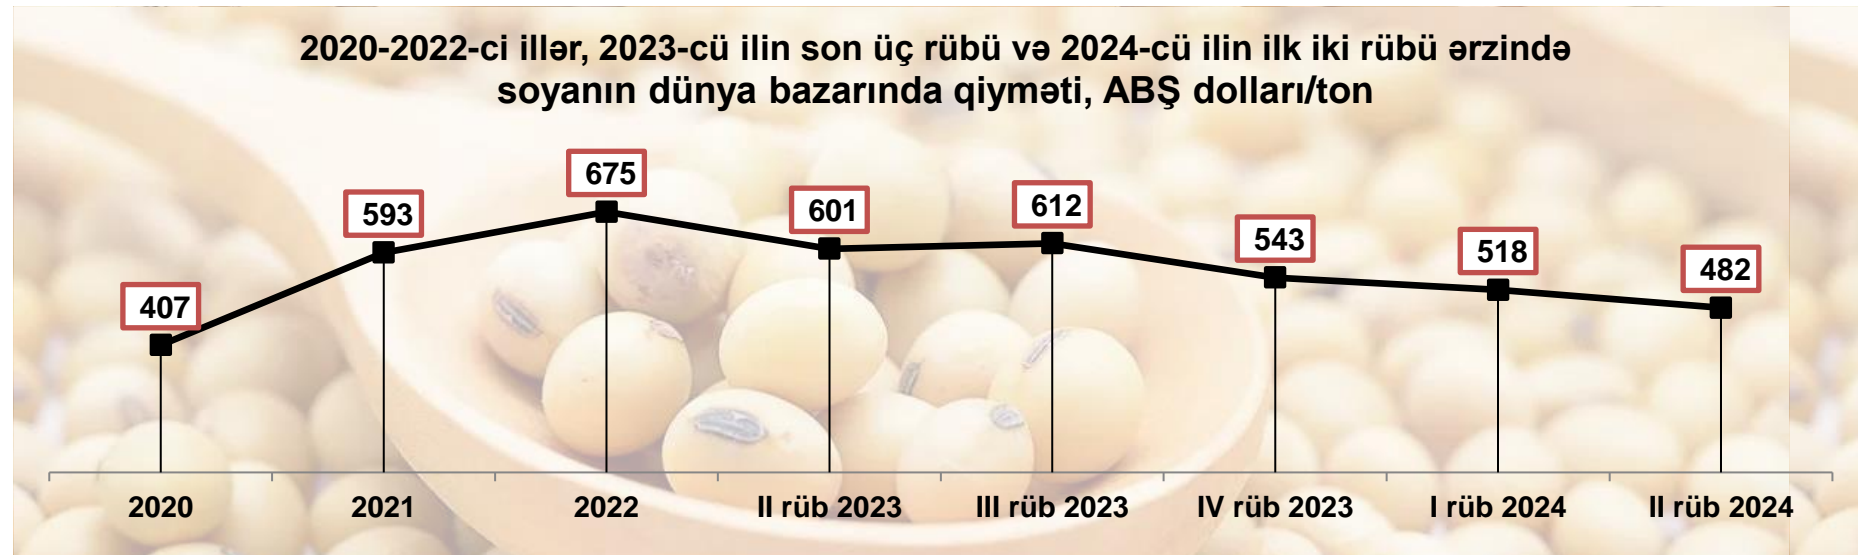 2020-2022-ci illər, 2023-cü ilin son üç rübü və 2024-cü ilin ilk iki rübü ərzində
soyanın dünya bazarında qiyməti, ABŞ dolları/ton
407
593
675
601
612
543
518
482
2020
2021
2022
II rüb 2023
III rüb 2023
IV rüb 2023
I rüb 2024
II rüb 2024